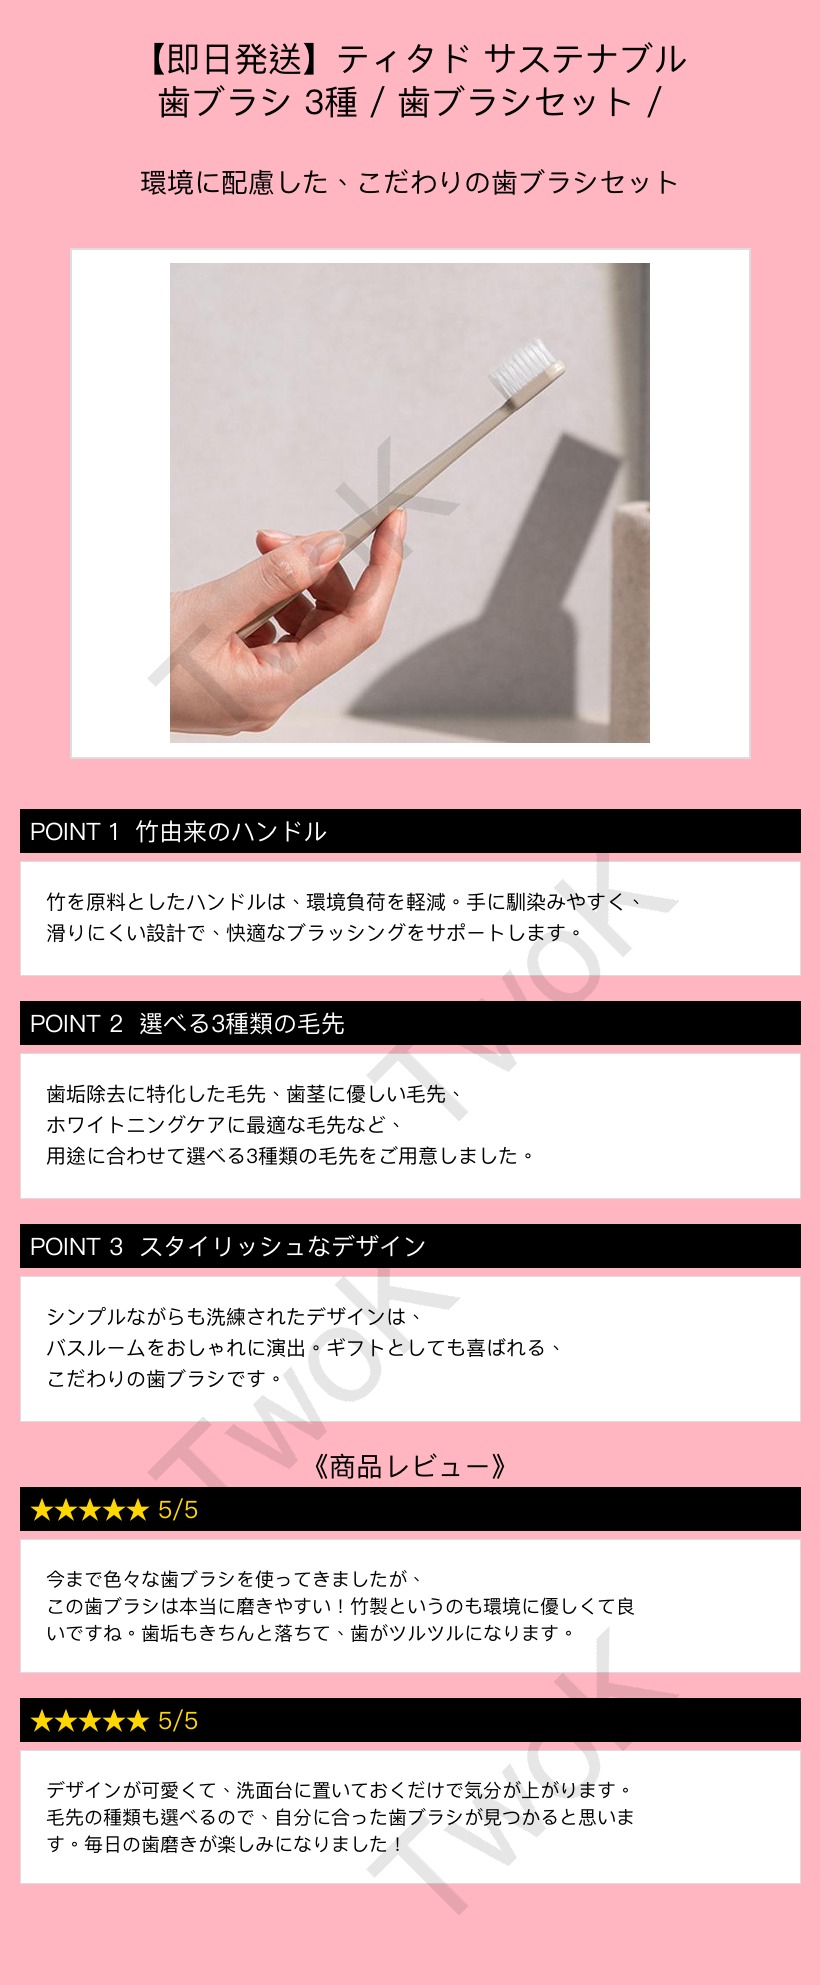 【即日発送】ティタド サステナブル
歯ブラシ 3種 / 歯ブラシセット /
環境に配慮した、こだわりの歯ブラシセット
TwoK
POINT 1 竹由来のハンドル
竹を原料としたハンドルは、環境負荷を軽減。手に馴染みやすく、
滑りにくい設計で、快適なブラッシングをサポートします。
TwoK
POINT 2 選べる3種類の毛先
歯垢除去に特化した毛先、歯茎に優しい毛先、
ホワイトニングケアに最適な毛先など、
用途に合わせて選べる3種類の毛先をご用意しました。
POINT 3 スタイリッシュなデザイン
シンプルながらも洗練されたデザインは、
バスルームをおしゃれに演出。ギフトとしても喜ばれる、
こだわりの歯ブラシです。
TwoK
《商品レビュー》
★★★★★ 5/5
今まで色々な歯ブラシを使ってきましたが、
この歯ブラシは本当に磨きやすい！竹製というのも環境に優しくて良
いですね。歯垢もきちんと落ちて、歯がツルツルになります。
★★★★★ 5/5
デザインが可愛くて、洗面台に置いておくだけで気分が上がります。
毛先の種類も選べるので、自分に合った歯ブラシが見つかると思いま
す。毎日の歯磨きが楽しみになりました！
TwoK